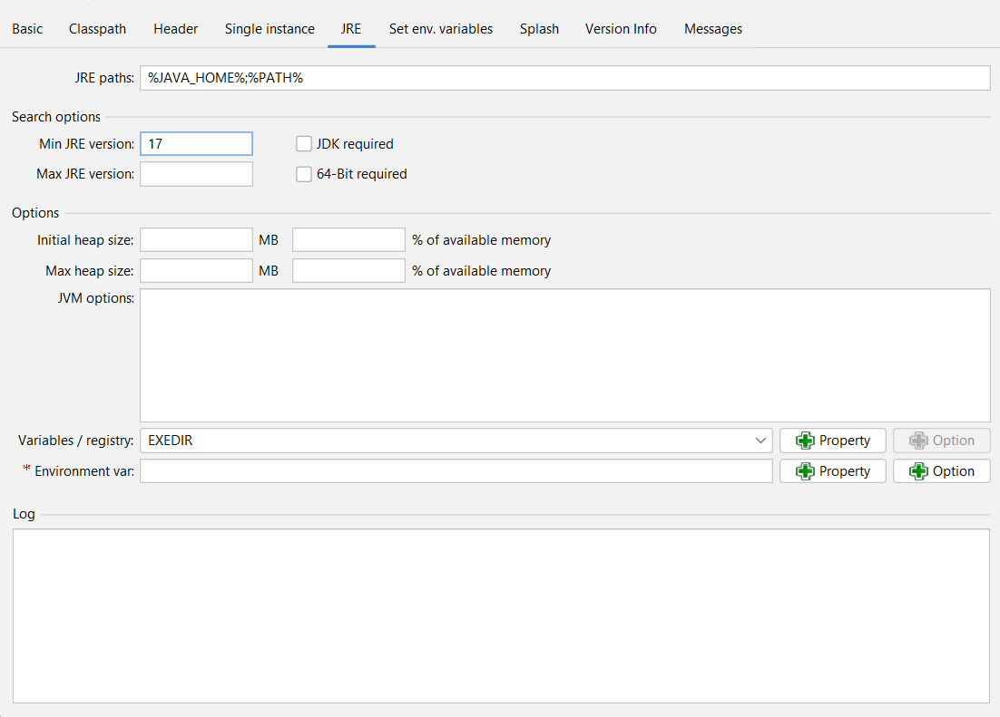 Basic Classpath Header Single instance JRE Set env. variables Splash Version Info Messages
JRE paths: %JAVA_HOME%;%PATH%
Search options
Min JRE version: 17 JDK required
Max JRE version: 64-Bit required
Options
Initial heap size: MB % of available memory
Max heap size: MB % of available memory
JVM options:
Variables / registry: EXEDIR Property Option
* Environment var: Property Option
Log